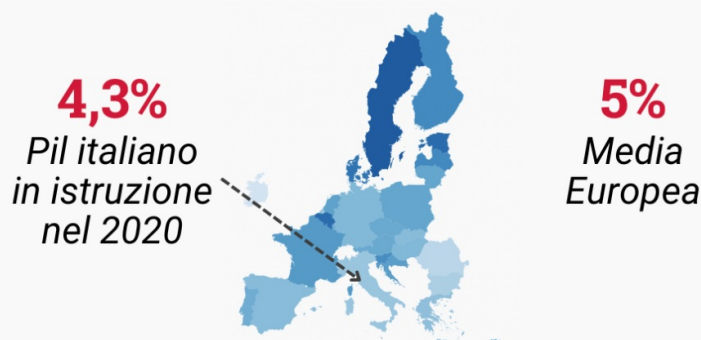 4,3%
Pil italiano
in istruzione
nel 2020
5%
Media
Europea